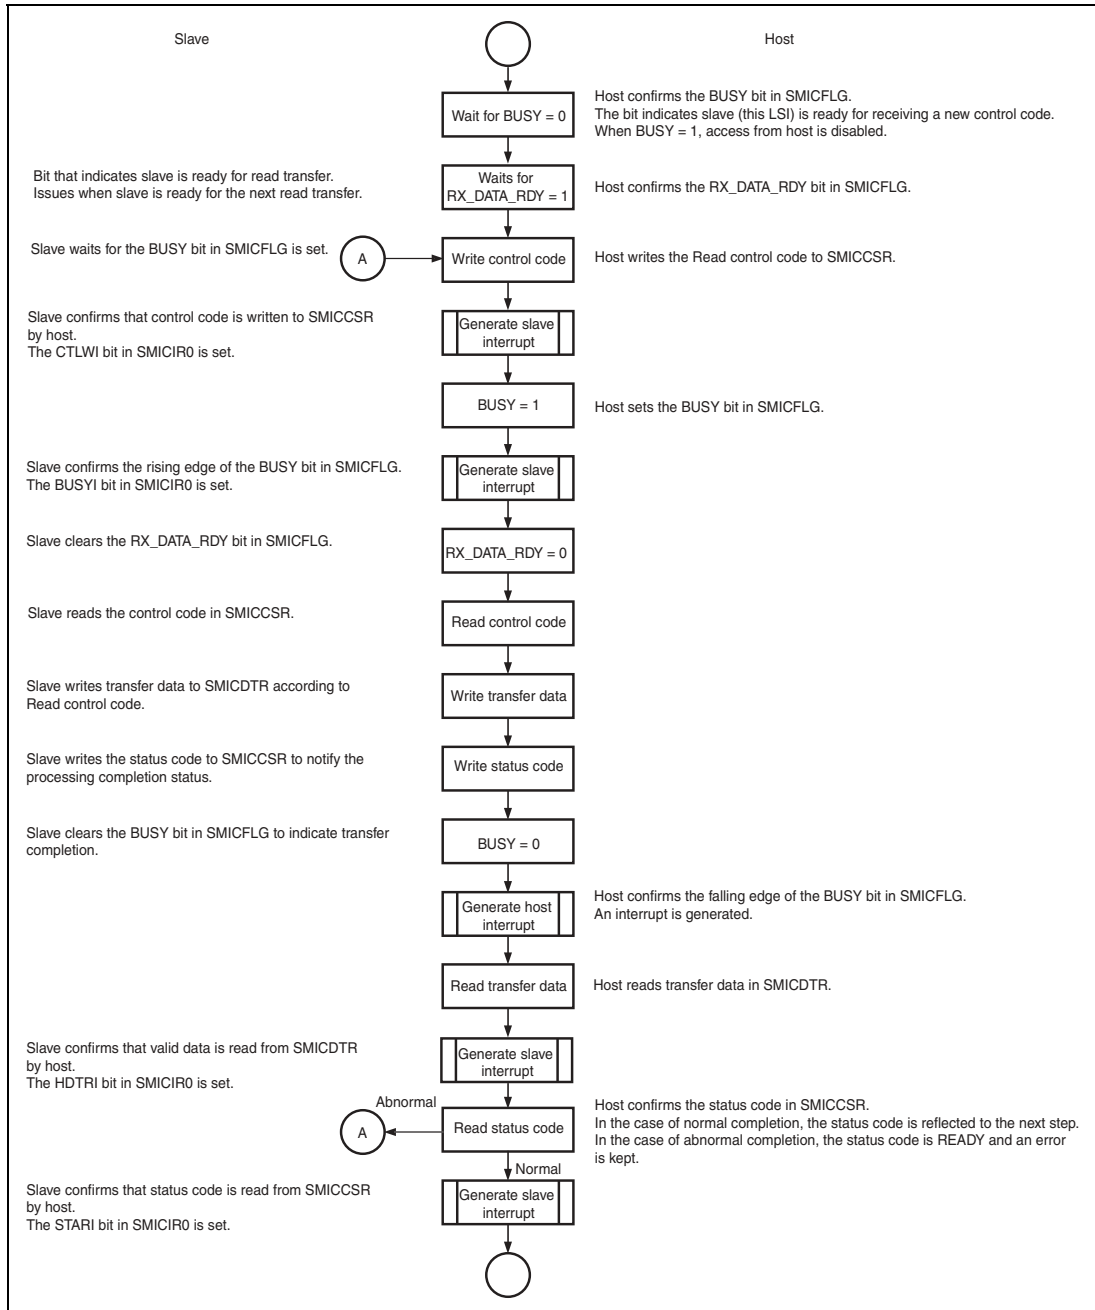 Slave
Host
Wait for BUSY = 0
Host confirms the BUSY bit in SMICFLG.
The bit indicates slave (this LSI) is ready for receiving a new control code.
When BUSY = 1, access from host is disabled.
Bit that indicates slave is ready for read transfer.
Issues when slave is ready for the next read transfer.
Waits for
RX_DATA_RDY = 1
Host confirms the RX_DATA_RDY bit in SMICFLG.
Slave waits for the BUSY bit in SMICFLG is set.
A
Write control code
Host writes the Read control code to SMICCSR.
Slave confirms that control code is written to SMICCSR
by host.
The CTLWI bit in SMICIR0 is set.
Generate slave
interrupt
BUSY = 1
Host sets the BUSY bit in SMICFLG.
Slave confirms the rising edge of the BUSY bit in SMICFLG.
The BUSYI bit in SMICIR0 is set.
Generate slave
interrupt
Slave clears the RX_DATA_RDY bit in SMICFLG.
RX_DATA_RDY = 0
Slave reads the control code in SMICCSR.
Read control code
Slave writes transfer data to SMICDTR according to
Read control code.
Write transfer data
Slave writes the status code to SMICCSR to notify the
processing completion status.
Write status code
Slave clears the BUSY bit in SMICFLG to indicate transfer
completion.
BUSY = 0
Generate host
interrupt
Host confirms the falling edge of the BUSY bit in SMICFLG.
An interrupt is generated.
Read transfer data
Host reads transfer data in SMICDTR.
Slave confirms that valid data is read from SMICDTR
by host.
The HDTRI bit in SMICIR0 is set.
Generate slave
interrupt
Abnormal
A
Read status code
Host confirms the status code in SMICCSR.
In the case of normal completion, the status code is reflected to the next step.
In the case of abnormal completion, the status code is READY and an error
is kept.
Normal
Slave confirms that status code is read from SMICCSR
by host.
The STARI bit in SMICIR0 is set.
Generate slave
interrupt